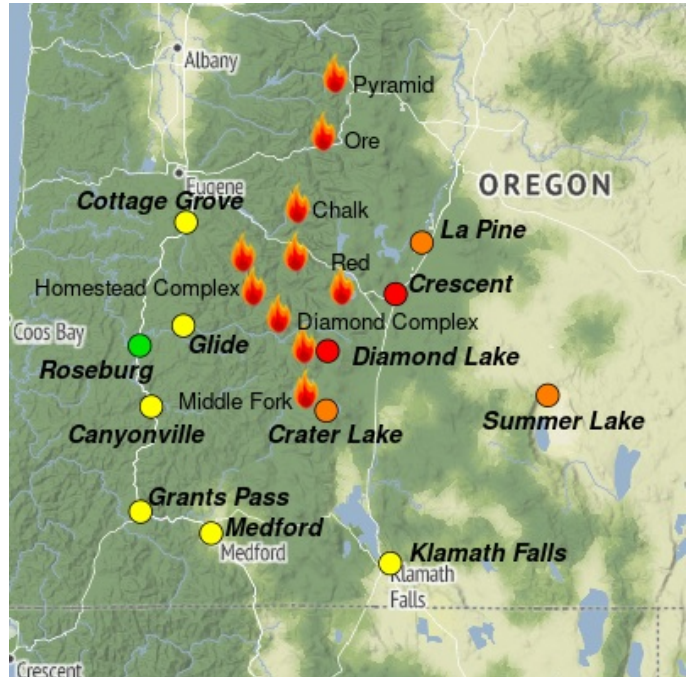 Albany
Pyramid
Ore
Eugene
OREGON
Cottage Grove
Chalk
La Pine
Red
Homestead Complex
Crescent
Coos Bay
Glide
Diamond Complex
Roseburg
Diamond Lake
Middle Fork
Canyonville
Crater Lake
Summer Lake
Grants Pass
Medford
Medford
Klamath Falls
Klamath
Falls
Crescent